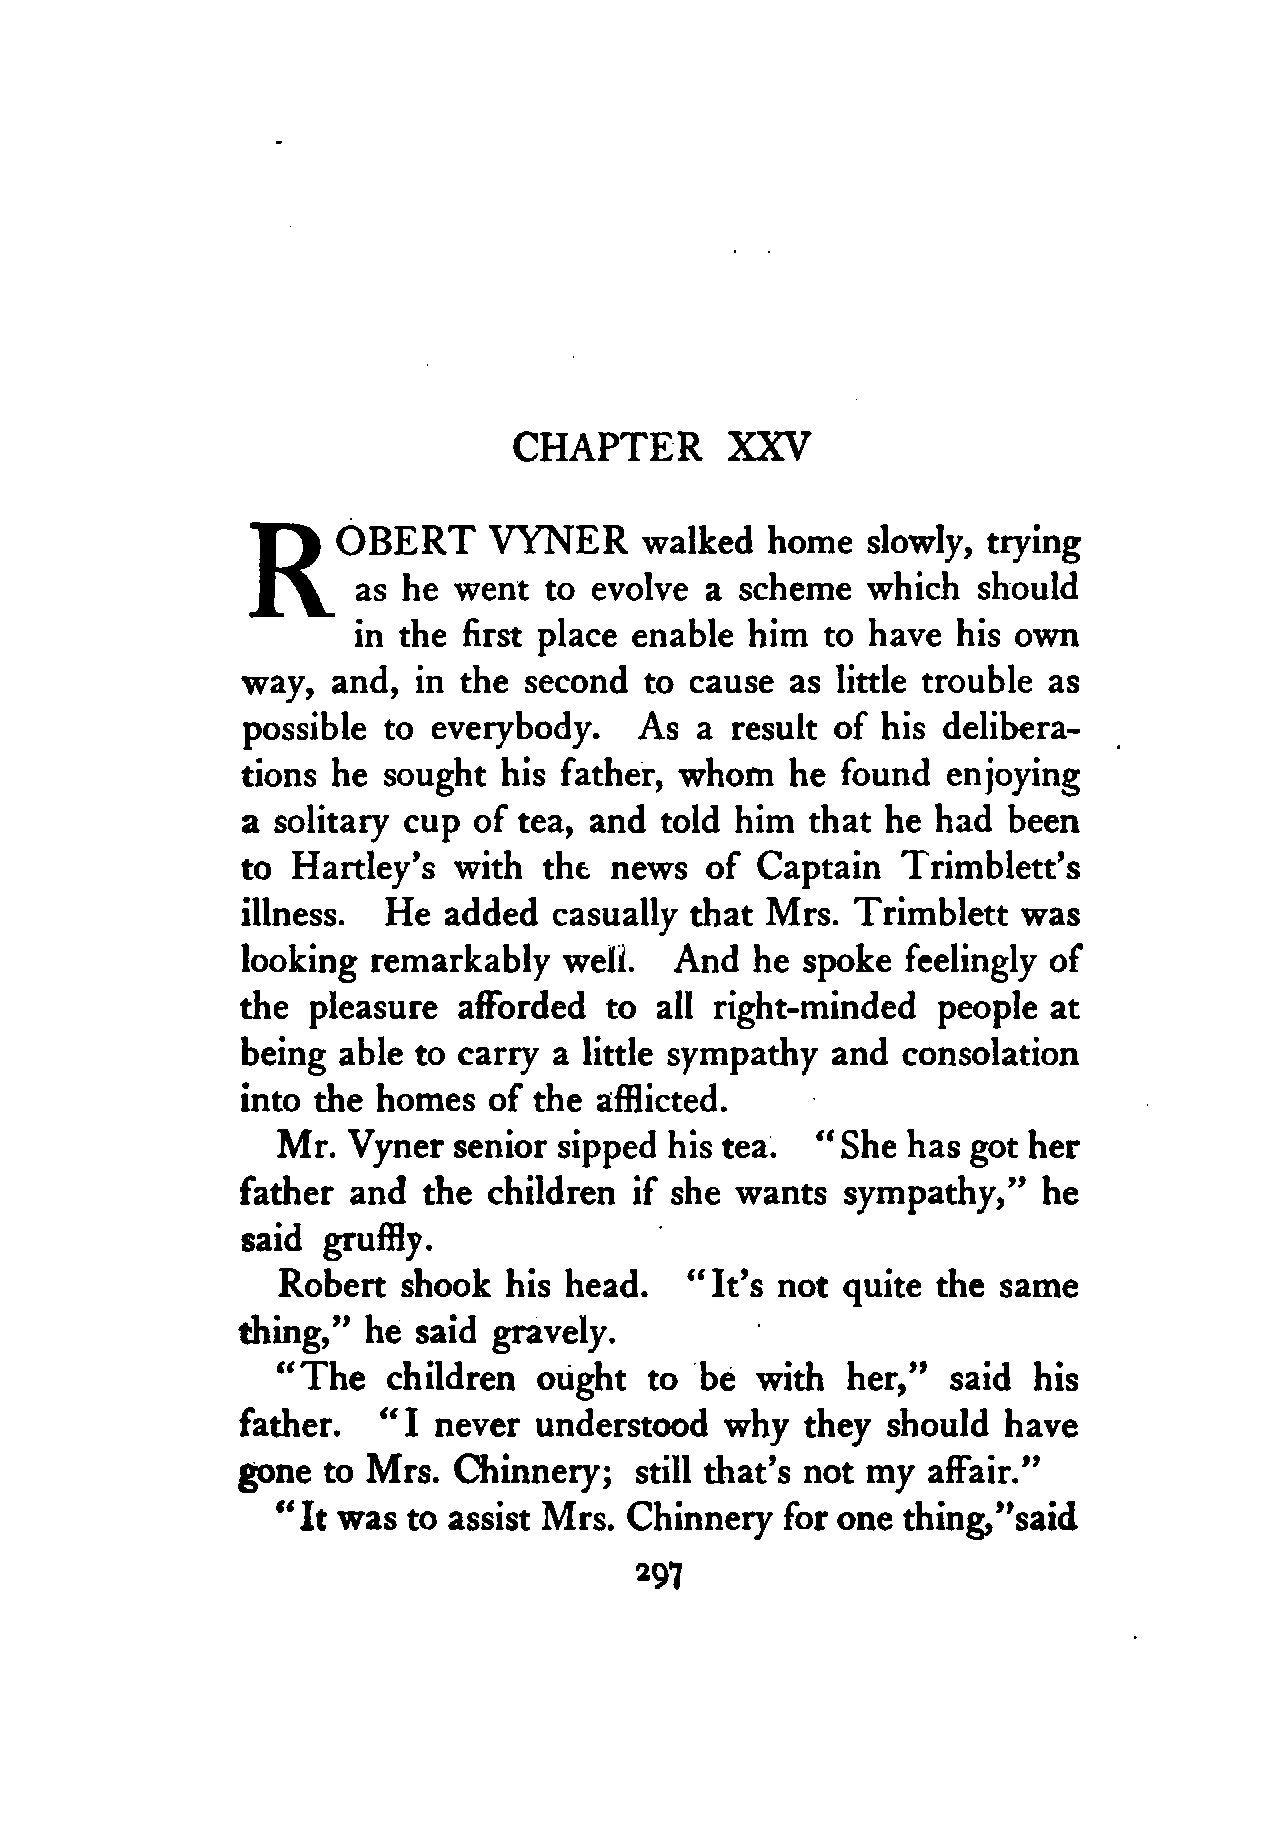 CHAPTER XXV
ROBERT VYNER walked home slowly, trying
as he went to evolve a scheme which should
in the first place enable him to have his own
way, and, in the second to cause as little trouble as
possible to everybody. As a result of his delibera-
tions he sought his father, whom he found enjoying
a solitary cup of tea, and told him that he had been
to Hartley's with the news of Captain Trimblett's
illness. He added casually that Mrs. Trimblett was
looking remarkably well. And he spoke feelingly of
the pleasure afforded to all right-minded people at
being able to carry a little sympathy and consolation
into the homes of the afflicted.
Mr. Vyner senior sipped his tea. "She has got her
father and the children if she wants sympathy," he
said gruffly.
Robert shook his head. "It's not quite the same
thing," he said gravely.
"The children ought to be with her," said his
father. "I never understood why they should have
gone to Mrs. Chinnery; still that's not my affair."
"It was to assist Mrs. Chinnery for one thing,"said
297